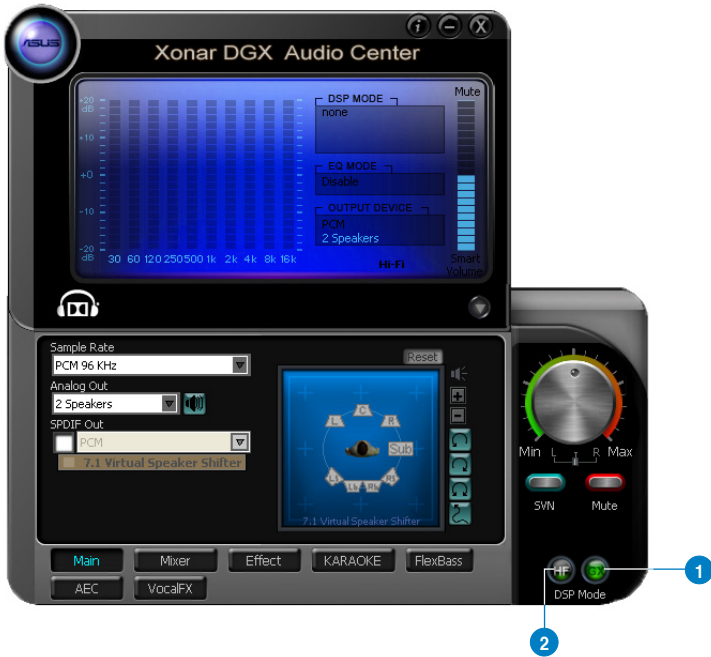 ASUS
i
X
Xonar DGX Audio Center
+20
dB
+10
+0
-10
-20
dB
30 60 120 250 500 1k 2k 4k 8k 16k
DSP MODE
none
EQ MODE
Disable
OUTPUT DEVICE
PCM
2 Speakers
Hi-Fi
Mute
Smart
Volume
Sample Rate
PCM 96 KHz
Analog Out
2 Speakers
SPDIF Out
PCM
7.1 Virtual Speaker Shifter
Reset
L C R
Sub
Ls Lb Rb Rs
7.1 Virtual Speaker Shifter
Min L R Max
SVN Mute
HF GX
DSP Mode
Main Mixer Effect KARAOKE FlexBass
AEC VocalFX
1
2